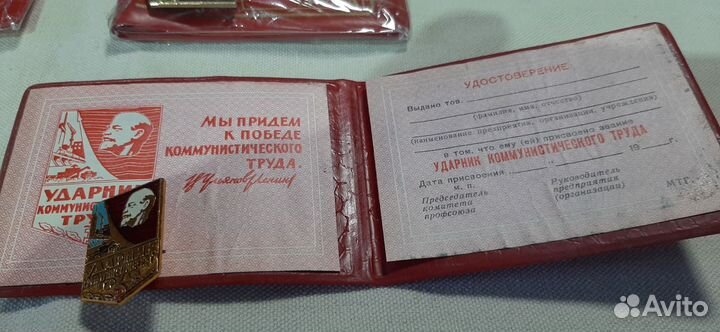 МЫ ПРИДЕМ
К ПОБЕДЕ
КОММУНИСТИЧЕСКОГО
ТРУДА.
В. Ульянов (Ленин)
УДАРНИК
КОММУНИС
ТРУ
УДОСТОВЕРЕНИЕ
Выдано тов.
(фамилия, имя, отчество)
(наименование предприятия, организации, учреждения)
в том, что ему (ей) присвоено звание
УДАРНИК КОММУНИСТИЧЕСКОГО ТРУДА
Дата присвоения 19 г.
м. п.
Председатель
комитета
профсоюза
Руководитель
предприятия
(организации)
МТГ.
Avito